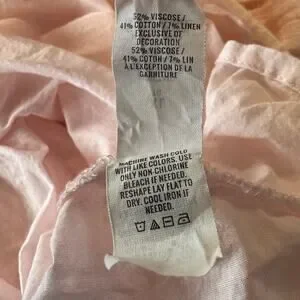 52% VISCOSE /
41% COTTON / 7% LINEN
EXCLUSIVE OF
DECORATION
52% VISCOSE /
41% COTON / 7% LIN
À L'EXCEPTION DE LA
GARNITURE
MACHINE WASH COLD
WITH LIKE COLORS. USE
ONLY NON-CHLORINE
BLEACH IF NEEDED.
RESHAPE LAY FLAT TO
DRY. COOL IRON IF
NEEDED.